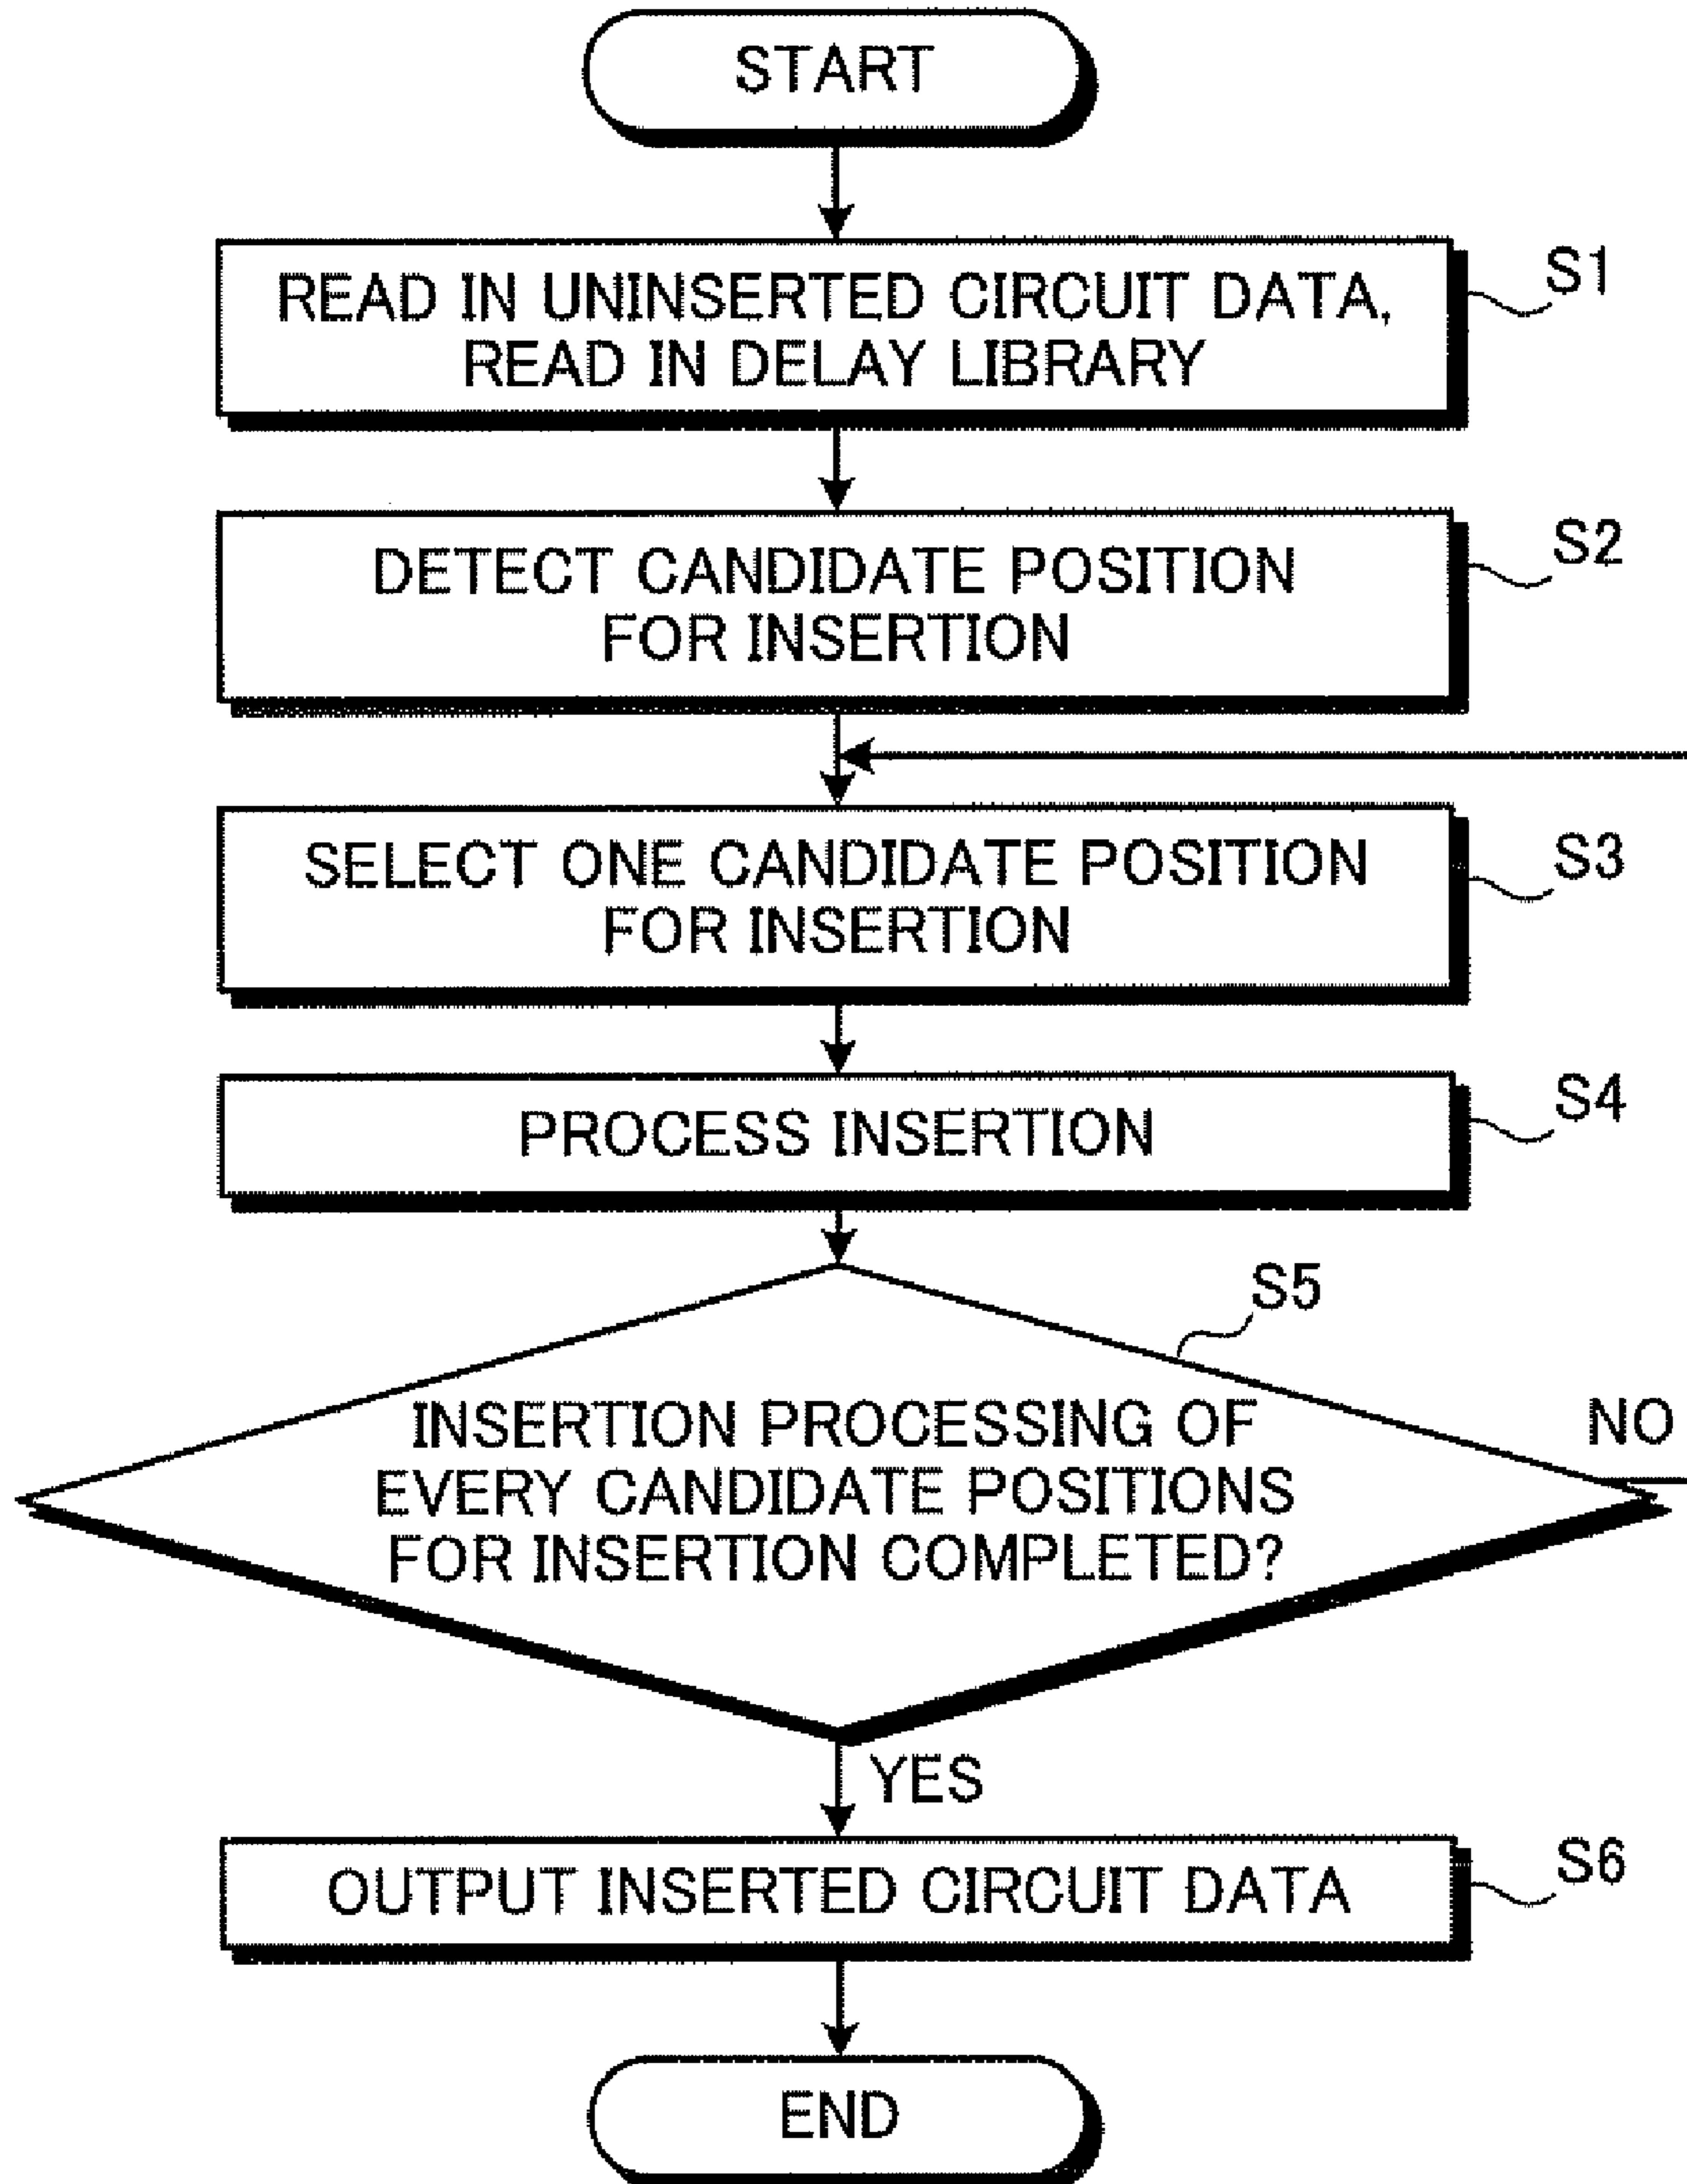 START
READ IN UNINSERTED CIRCUIT DATA,
READ IN DELAY LIBRARY
S1
DETECT CANDIDATE POSITION
FOR INSERTION
S2
SELECT ONE CANDIDATE POSITION
FOR INSERTION
S3
PROCESS INSERTION
S4
S5
INSERTION PROCESSING OF
EVERY CANDIDATE POSITIONS
FOR INSERTION COMPLETED?
NO
YES
OUTPUT INSERTED CIRCUIT DATA
S6
END